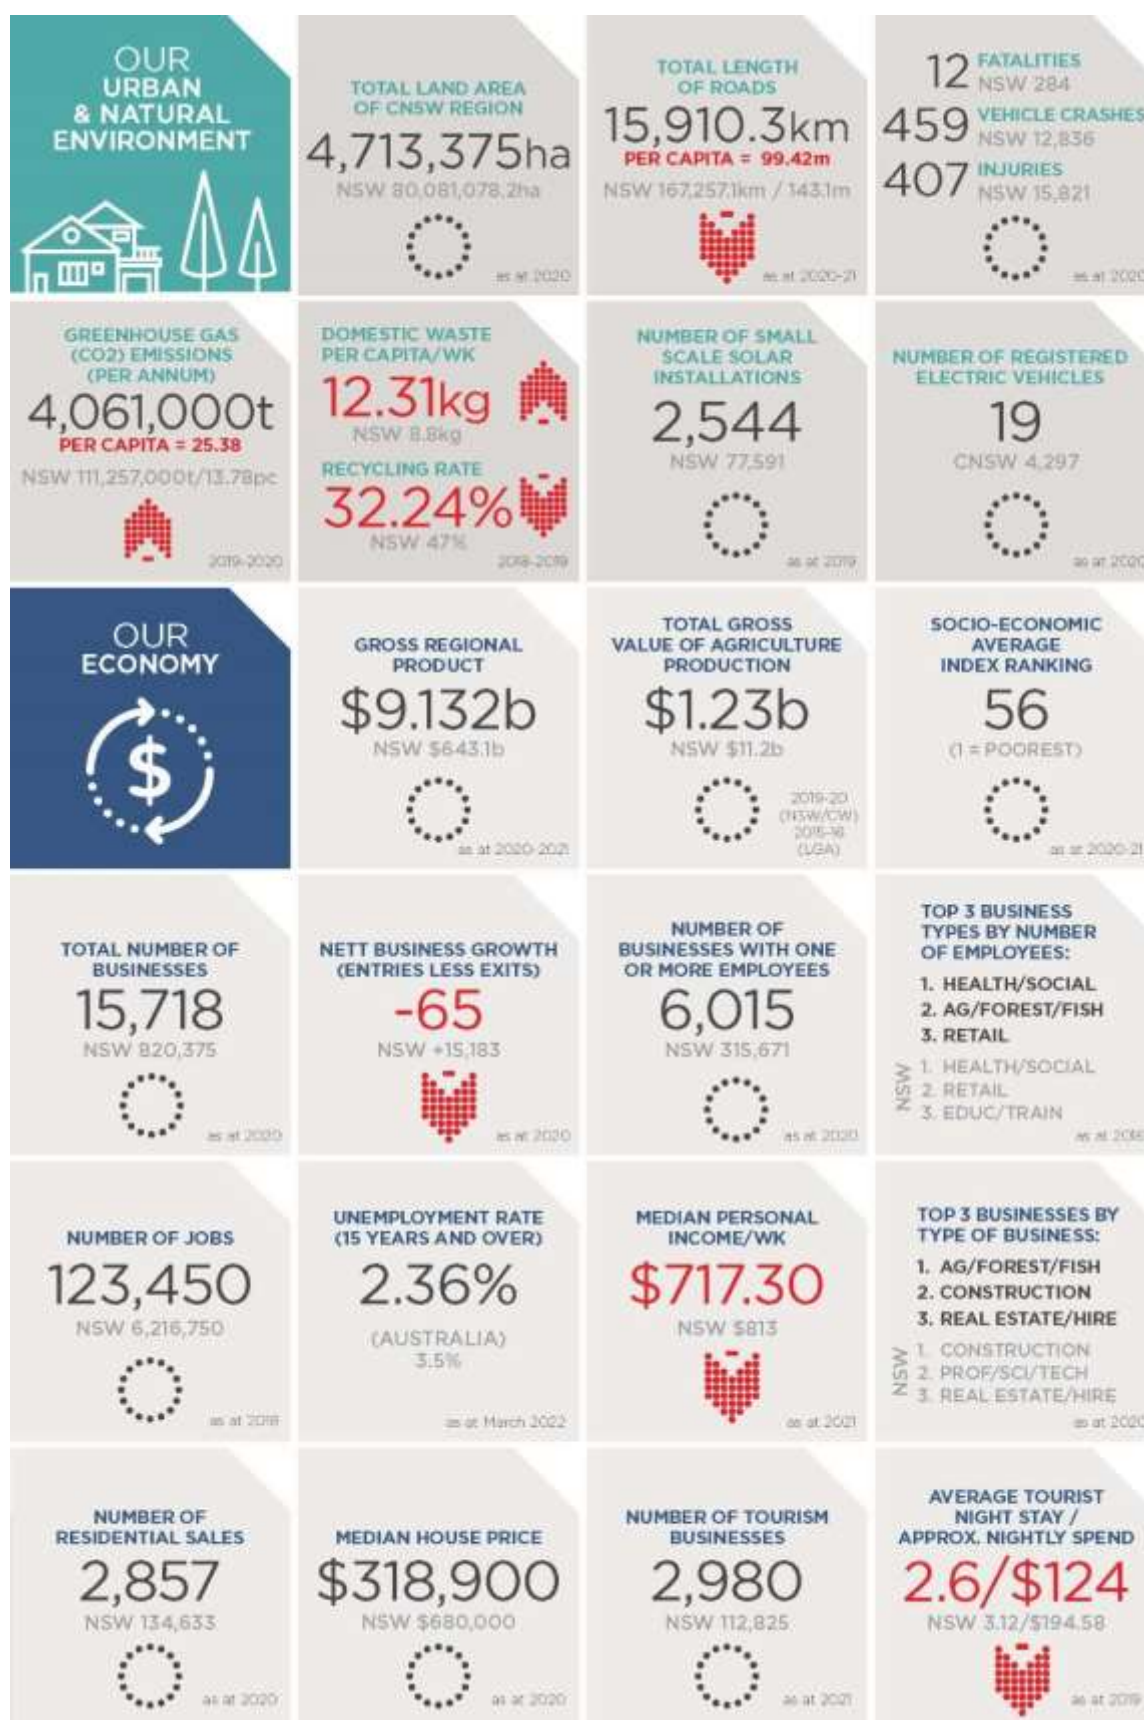 OUR
URBAN
& NATURAL
ENVIRONMENT
TOTAL LAND AREA
OF CNSW REGION
4,713,375ha
NSW 80,081,078.2ha
as at 2020
TOTAL LENGTH
OF ROADS
15,910.3km
PER CAPITA = 99.42m
NSW 167,257.1km / 143.1m
as at 2020-21
12 FATALITIES
NSW 284
459 VEHICLE CRASHES
NSW 12,836
407 INJURIES
NSW 15,821
as at 2020
GREENHOUSE GAS
(CO2) EMISSIONS
(PER ANNUM)
4,061,000t
PER CAPITA = 25.38
NSW 111,257,000t/13.78pc
2019-2020
DOMESTIC WASTE
PER CAPITA/WK
12.31kg
NSW 8.8kg
RECYCLING RATE
32.24%
NSW 47%
2018-2019
NUMBER OF SMALL
SCALE SOLAR
INSTALLATIONS
2,544
NSW 77,591
as at 2019
NUMBER OF REGISTERED
ELECTRIC VEHICLES
19
CNSW 4,297
as at 2020
OUR
ECONOMY
$
GROSS REGIONAL
PRODUCT
$9.132b
NSW $643.1b
as at 2020-2021
TOTAL GROSS
VALUE OF AGRICULTURE
PRODUCTION
$1.23b
NSW $11.2b
2019-20
(NSW/CW)
2015-16
(LGA)
SOCIO-ECONOMIC
AVERAGE
INDEX RANKING
56
(1 = POOREST)
as at 2020-21
TOTAL NUMBER OF
BUSINESSES
15,718
NSW 820,375
as at 2020
NETT BUSINESS GROWTH
(ENTRIES LESS EXITS)
-65
NSW +15,183
as at 2020
NUMBER OF
BUSINESSES WITH ONE
OR MORE EMPLOYEES
6,015
NSW 315,671
as at 2020
TOP 3 BUSINESS
TYPES BY NUMBER
OF EMPLOYEES:
1. HEALTH/SOCIAL
2. AG/FOREST/FISH
3. RETAIL
NSW
1. HEALTH/SOCIAL
2. RETAIL
3. EDUC/TRAIN
as at
NUMBER OF JOBS
123,450
NSW 6,216,750
as at 2018
UNEMPLOYMENT RATE
(15 YEARS AND OVER)
2.36%
(AUSTRALIA)
3.5%
as at March 2022
MEDIAN PERSONAL
INCOME/WK
$717.30
NSW $813
as at 2021
TOP 3 BUSINESSES BY
TYPE OF BUSINESS:
1. AG/FOREST/FISH
2. CONSTRUCTION
3. REAL ESTATE/HIRE
NSW
1. CONSTRUCTION
2. PROF/SCI/TECH
3. REAL ESTATE/HIRE
as at 2020
NUMBER OF
RESIDENTIAL SALES
2,857
NSW 134,633
as at 2020
MEDIAN HOUSE PRICE
$318,900
NSW $680,000
as at 2020
NUMBER OF TOURISM
BUSINESSES
2,980
NSW 112,825
as at 2021
AVERAGE TOURIST
NIGHT STAY /
APPROX. NIGHTLY SPEND
2.6/$124
NSW 3.12/$194.58
as at 2019